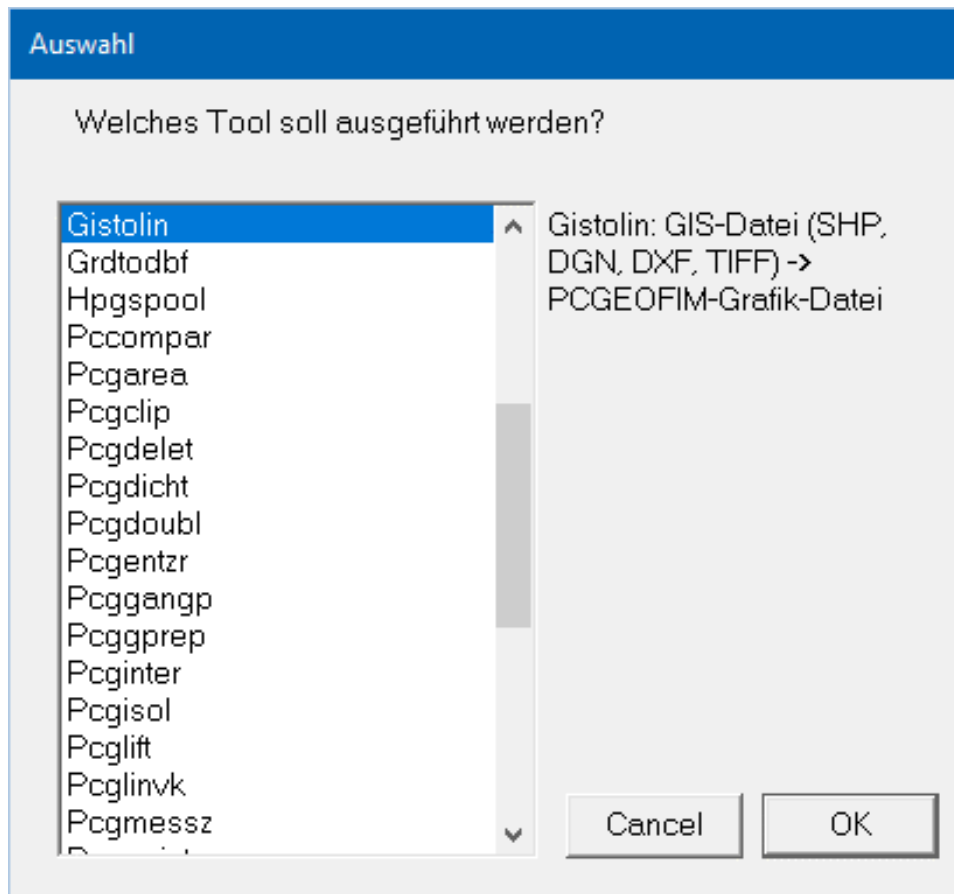 Auswahl
Welches Tool soll ausgeführt werden?
Gistolin
Grdtodbf
Hpgspool
Pccompar
Pcgarea
Pcgclip
Pcgdelet
Pcgdicht
Pcgdoubl
Pcgentzr
Pcggangp
Pcggprep
Pcginter
Pcgisol
Pcglift
Pcglinvk
Pcgmessz
Gistolin: GIS-Datei (SHP,
DGN, DXF, TIFF) ->
PCGEOFIM-Grafik-Datei
Cancel
OK